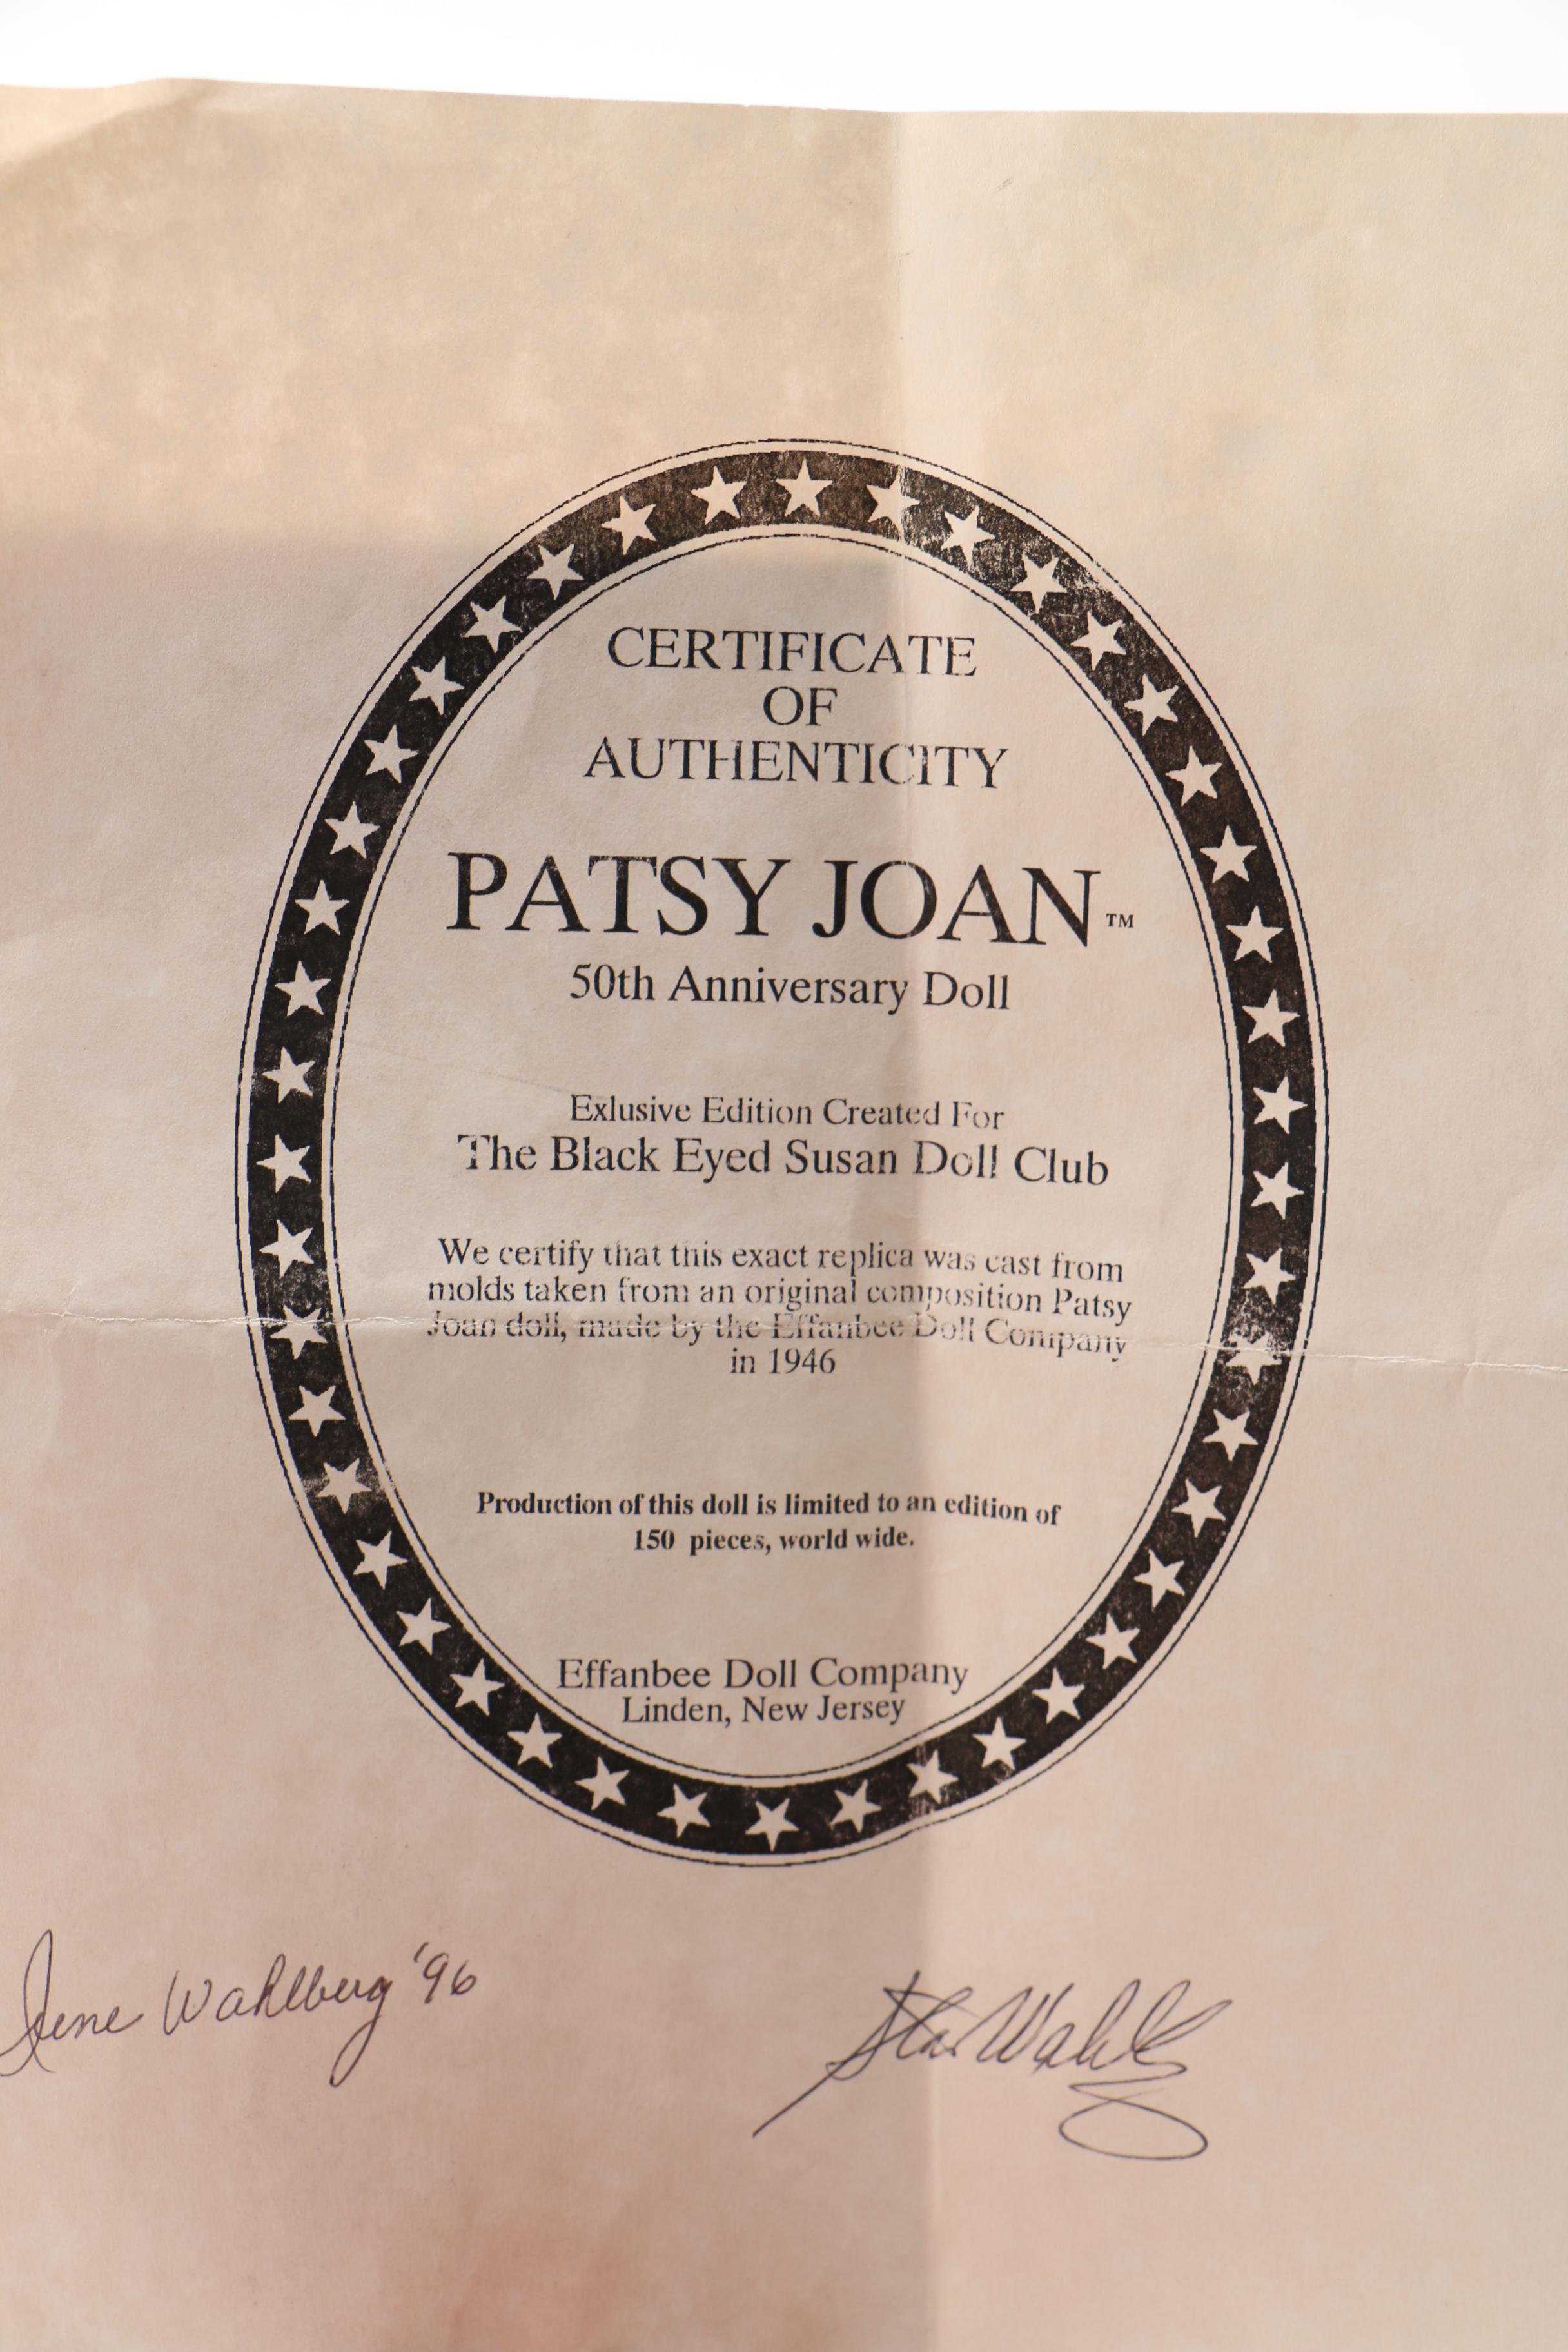 CERTIFICATE
OF
AUTHENTICITY
PATSY JOAN™
50th Anniversary Doll
Exlusive Edition Created For
The Black Eyed Susan Doll Club
We certify that this exact replica was cast from
molds taken from an original composition Patsy
Joan doll, made by the Effanbee Doll Company
in 1946
Production of this doll is limited to an edition of
150 pieces, world wide.
Effanbee Doll Company
Linden, New Jersey
Irene Wahlberg '96